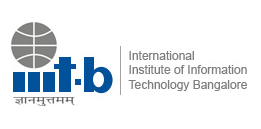 iiit-b
ज्ञानमुत्तमम्
International
Institute of Information
Technology Bangalore